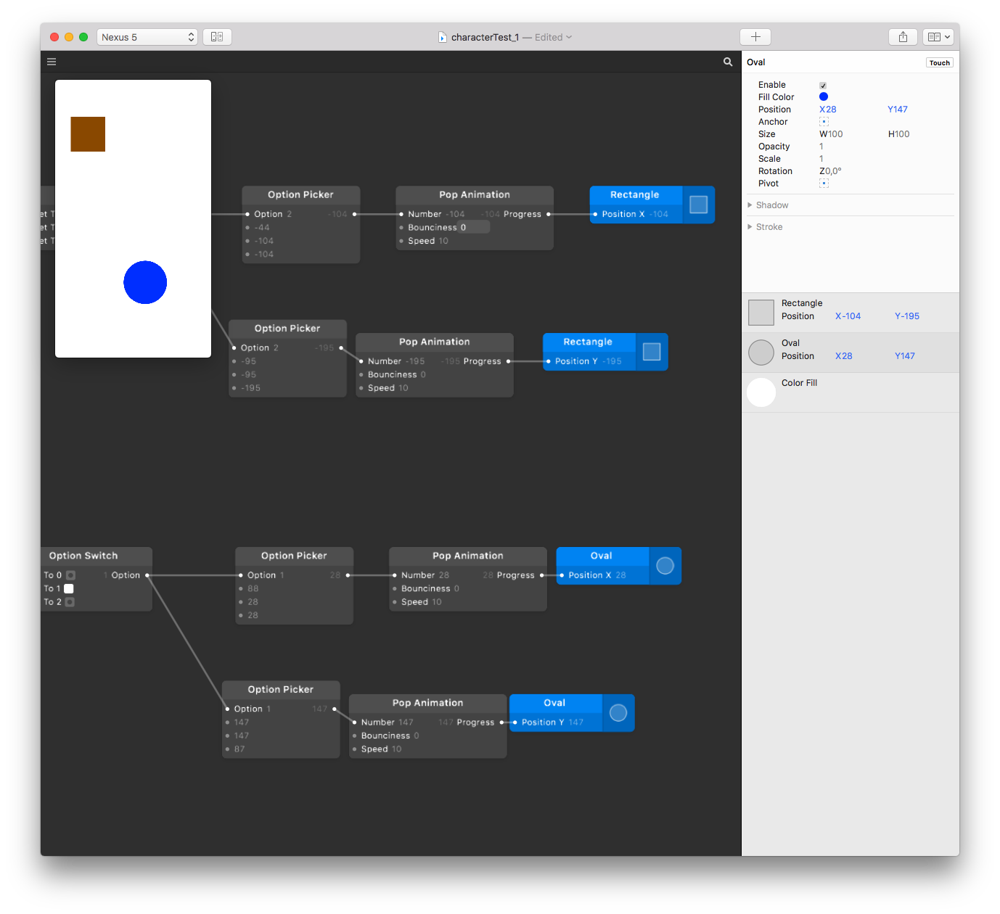 Nexus 5
characterTest_1 — Edited
Oval
Touch
Enable
Fill Color
Position X28 Y147
Anchor
Size W100 H100
Opacity 1
Scale 1
Rotation Z0,0°
Pivot
Shadow
Stroke
Rectangle
Position X-104 Y-195
Oval
Position X28 Y147
Color Fill
et T
et T
et T
Option Picker
Option 2 -104
-44
-104
-104
Pop Animation
Number -104 -104 Progress
Bounciness 0
Speed 10
Rectangle
Position X -104
Option Picker
Option 2 -195
-95
-95
-195
Pop Animation
Number -195 -195 Progress
Bounciness 0
Speed 10
Rectangle
Position Y -195
Option Switch
To 0 1 Option
To 1
To 2
Option Picker
Option 1 28
88
28
28
Pop Animation
Number 28 28 Progress
Bounciness 0
Speed 10
Oval
Position X 28
Option Picker
Option 1 147
147
147
87
Pop Animation
Number 147 147 Progress
Bounciness 0
Speed 10
Oval
Position Y 147